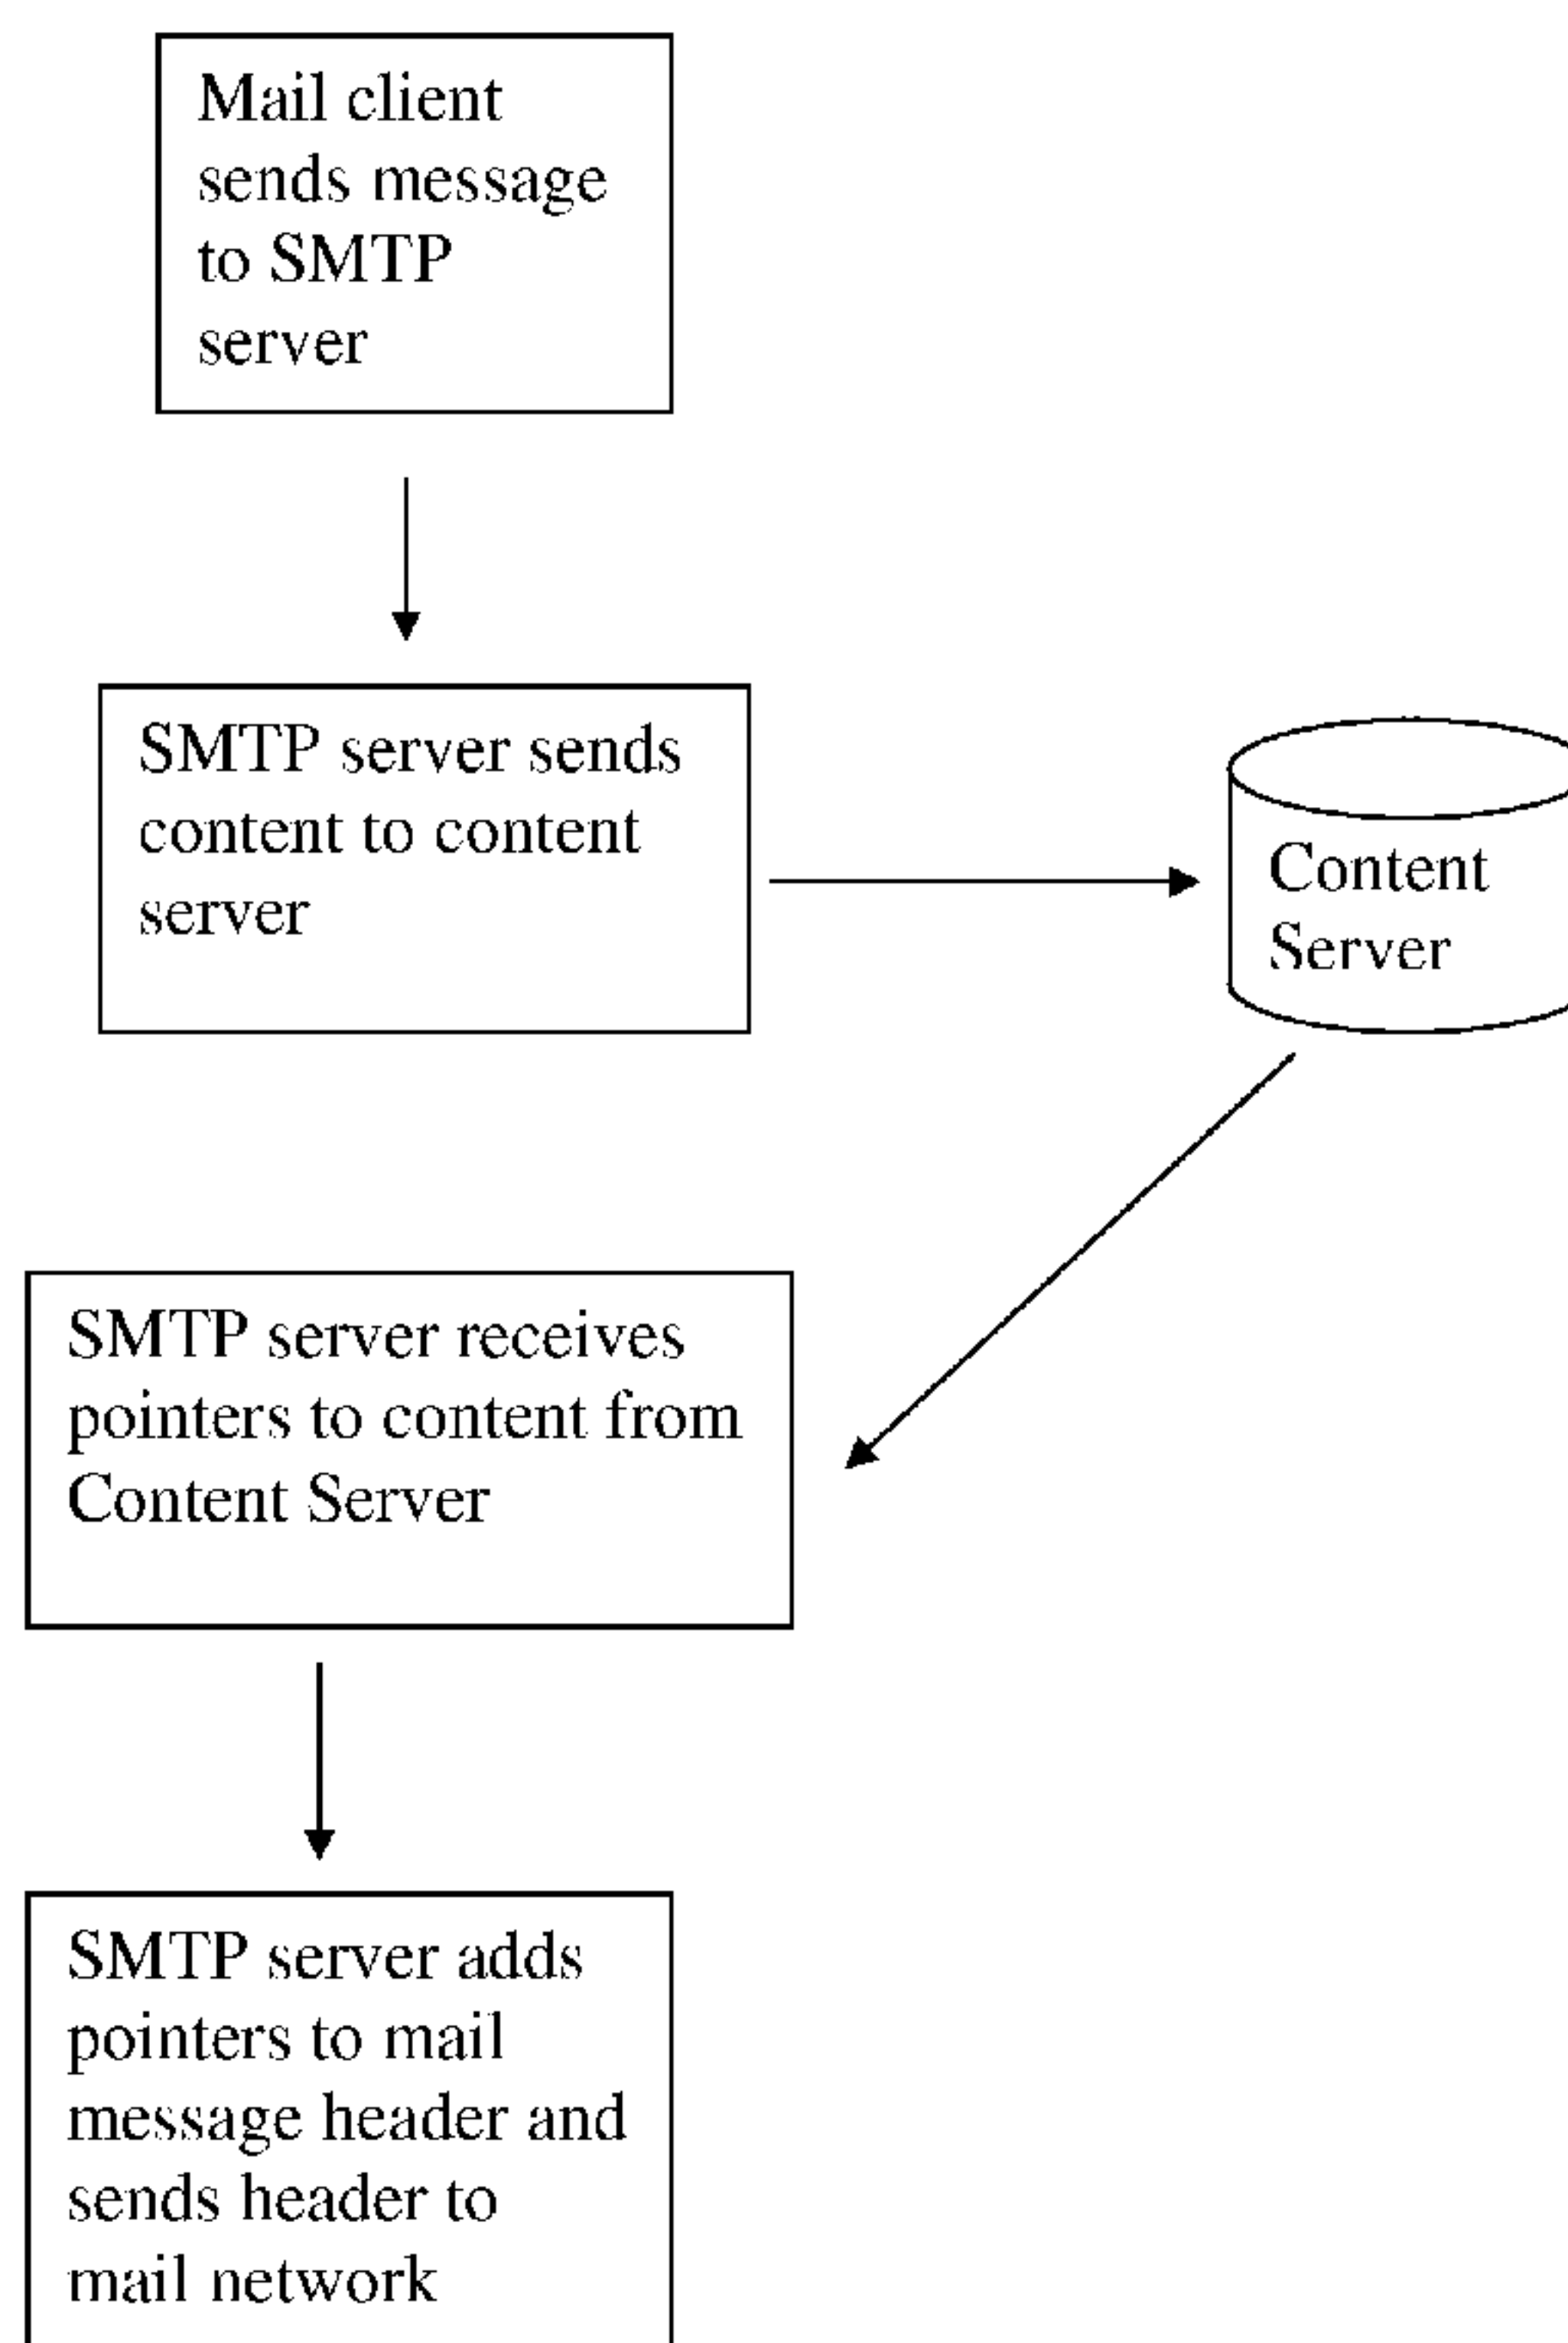 Mail client
sends message
to SMTP
server
SMTP server sends
content to content
server
Content
Server
SMTP server receives
pointers to content from
Content Server
SMTP server adds
pointers to mail
message header and
sends header to
mail network